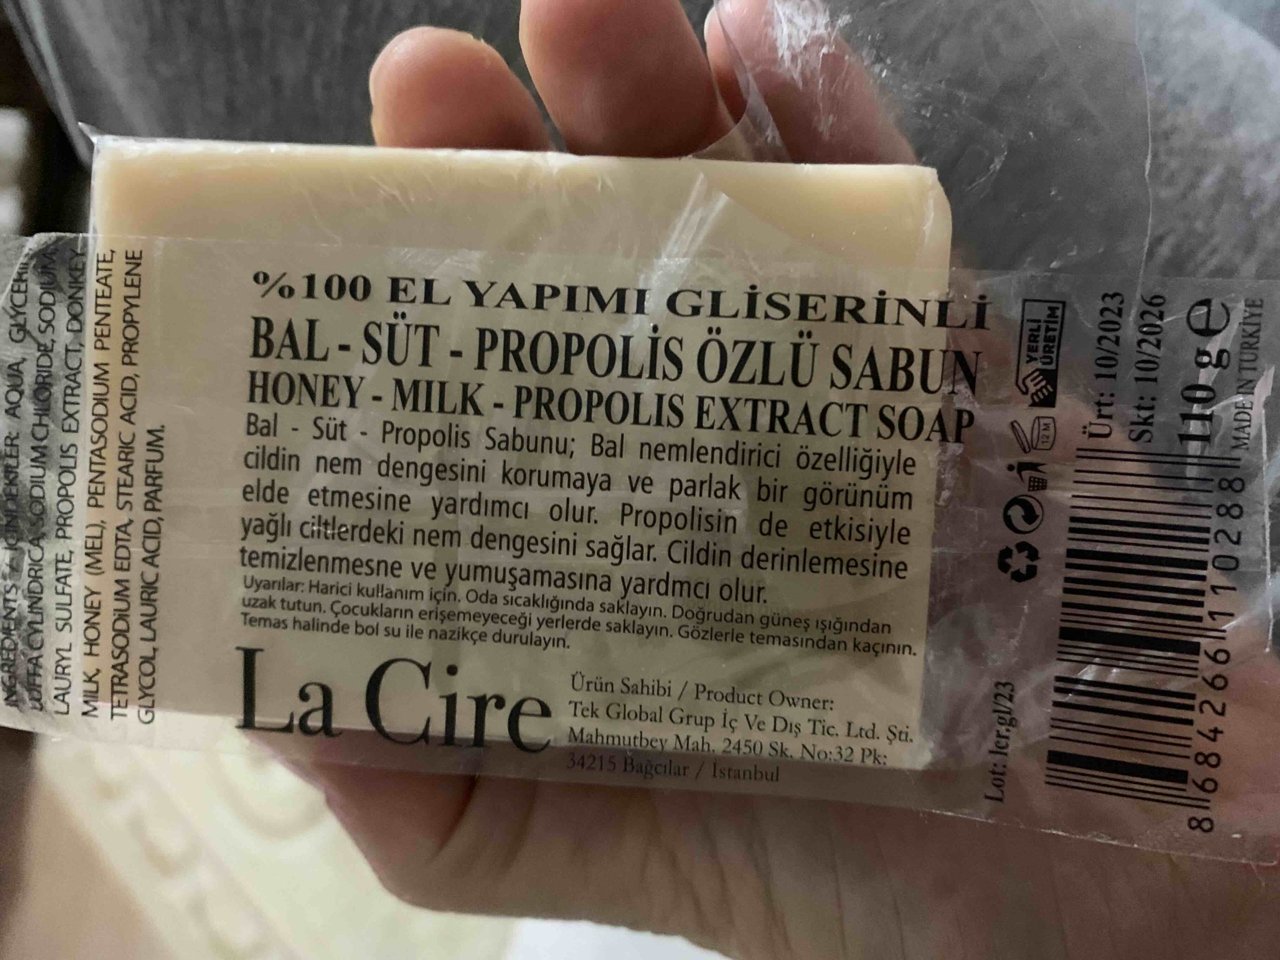 INGREDIENTS / İÇİNDEKİLER: AQUA, GLYCERIN,
LUFFA CYLINDRICA, SODIUM CHLORIDE, SODIUM
LAURYL SULFATE, PROPOLIS EXTRACT, DONKEY
MILK, HONEY (MEL), PENTASODIUM PENTEATE,
TETRASODIUM EDTA, STEARIC ACID, PROPYLENE
GLYCOL, LAURIC ACID, PARFUM.
%100 EL YAPIMI GLİSERİNLİ
BAL - SÜT - PROPOLİS ÖZLÜ SABUN
HONEY - MILK - PROPOLIS EXTRACT SOAP
Bal - Süt - Propolis Sabunu; Bal nemlendirici özelliğiyle
cildin nem dengesini korumaya ve parlak bir görünüm
elde etmesine yardımcı olur. Propolisin de etkisiyle
yağlı ciltlerdeki nem dengesini sağlar. Cildin derinlemesine
temizlenmesne ve yumuşamasına yardmcı olur.
Uyarılar: Harici kullanım için. Oda sıcaklığında saklayın. Doğrudan güneş ışığından
uzak tutun. Çocukların erişemeyeceği yerlerde saklayın. Gözlerle temasından kaçının.
Temas halinde bol su ile nazikçe durulayın.
La Cire
Ürün Sahibi / Product Owner:
Tek Global Grup İç Ve Dış Tic. Ltd. Şti.
Mahmutbey Mah. 2450 Sk. No:32 Pk:
34215 Bağcılar / İstanbul
YERLİ
ÜRETİM
12 M
Lot: lcr.gl/23
Ürt: 10/2023
Skt: 10/2026
110 g e
MADE IN TÜRKİYE
8 684266 110288